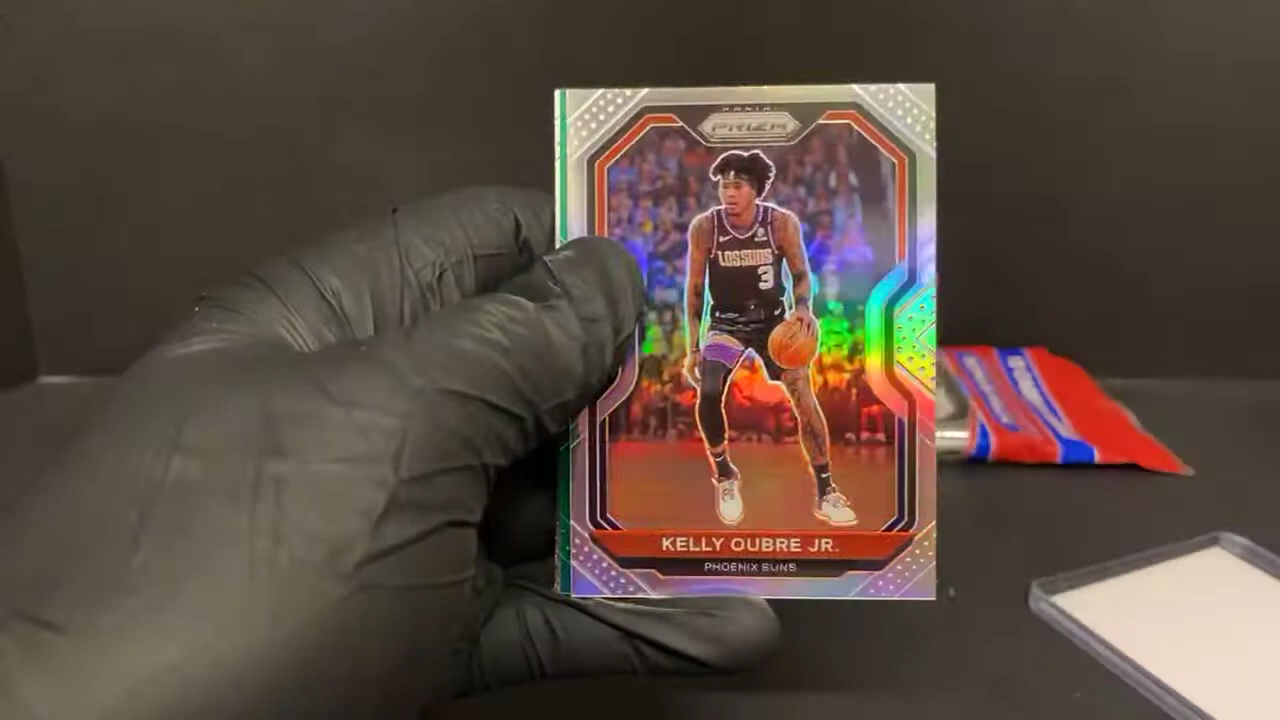 PANINI
PRIZM
LOS SUNS
3
KELLY OUBRE JR.
PHOENIX SUNS